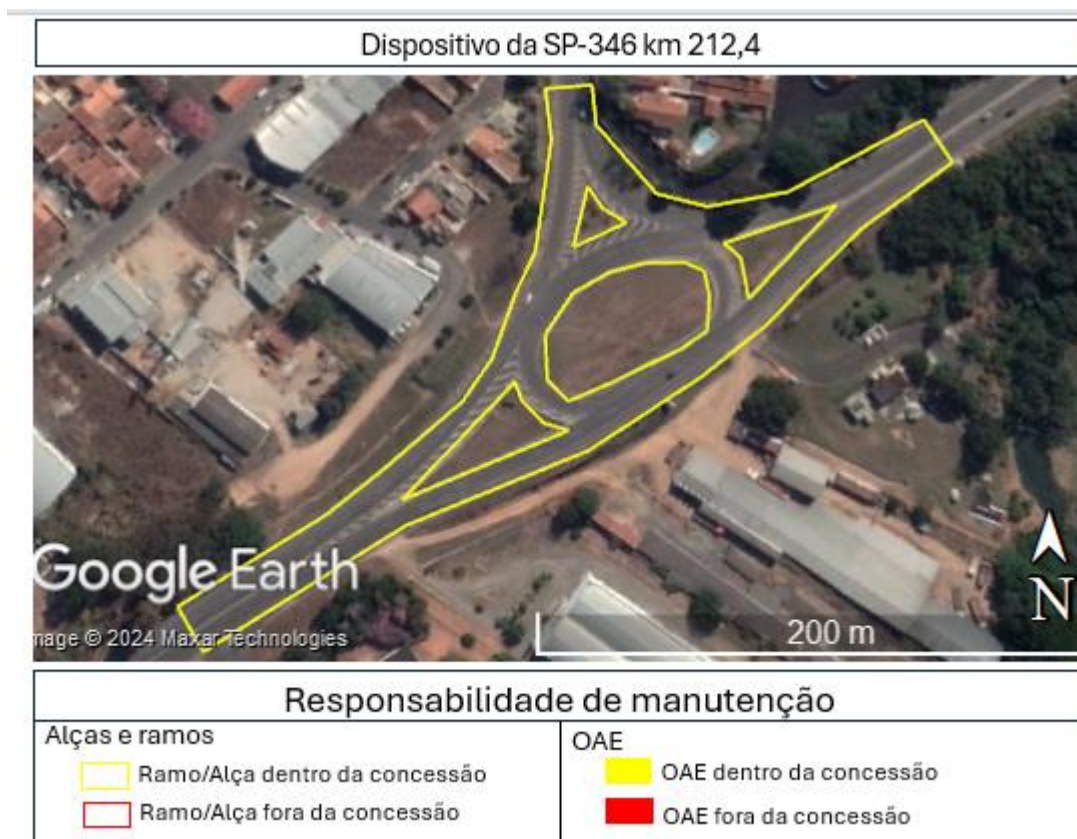 Dispositivo da SP-346 km 212,4
Google Earth
mage © 2024 Maxar Technologies
200 m
N
Responsabilidade de manutenção
Alças e ramos
Ramo/Alça dentro da concessão
Ramo/Alça fora da concessão
OAE
OAE dentro da concessão
OAE fora da concessão